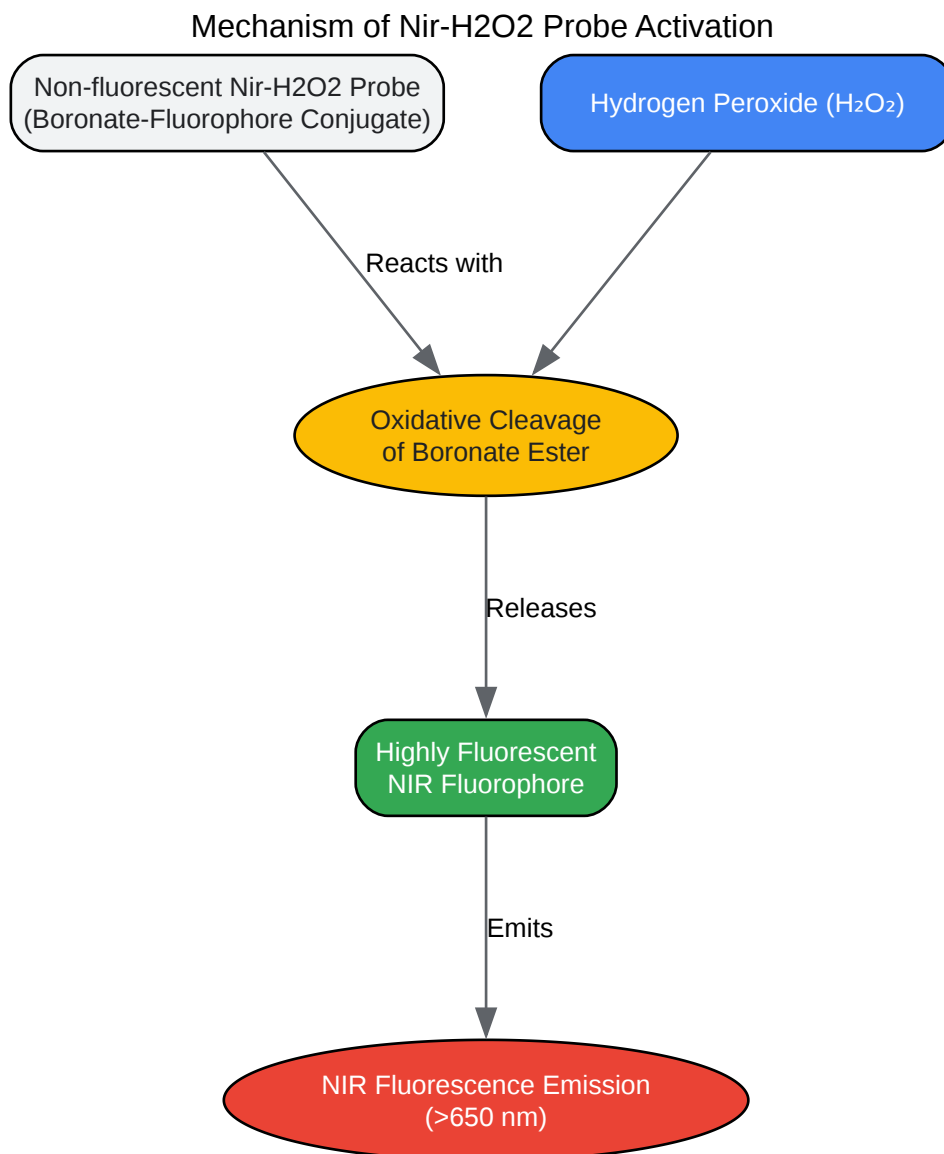 Mechanism of Nir-H2O2 Probe Activation
Non-fluorescent Nir-H2O2 Probe
(Boronate-Fluorophore Conjugate)
Hydrogen Peroxide (H₂O₂)
Reacts with
Oxidative Cleavage
of Boronate Ester
Releases
Highly Fluorescent
NIR Fluorophore
Emits
NIR Fluorescence Emission
(>650 nm)